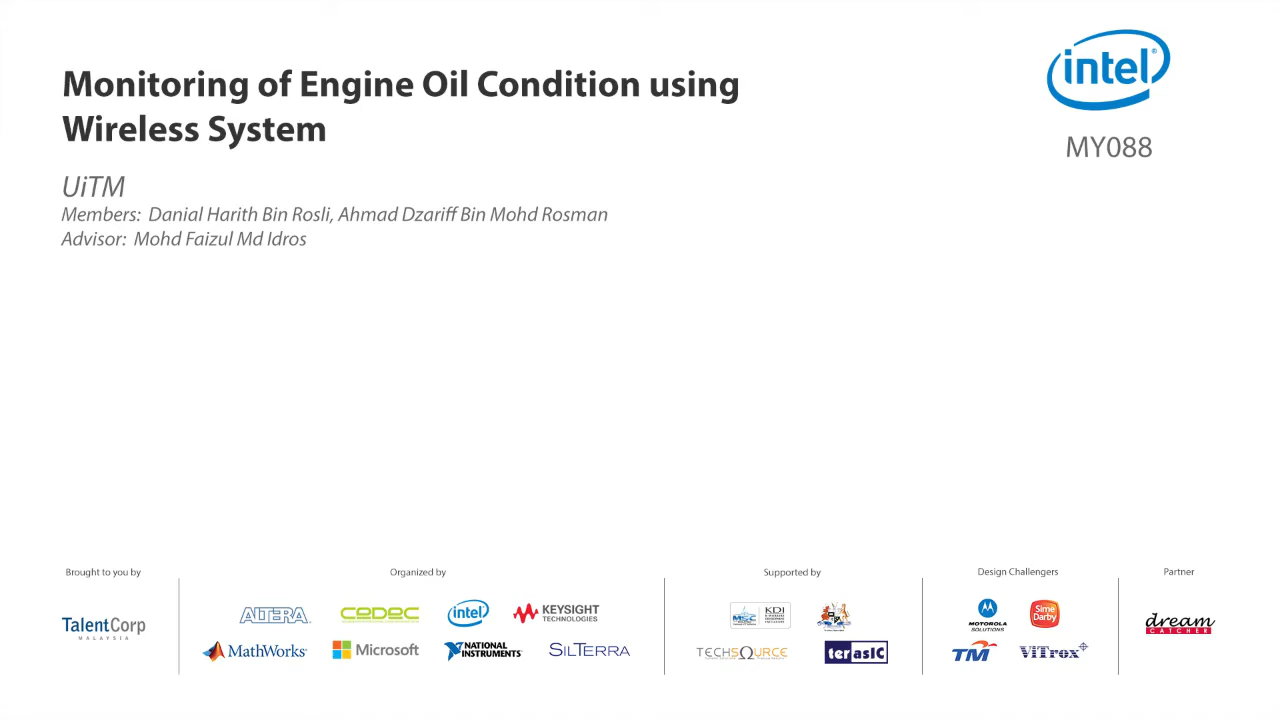 Monitoring of Engine Oil Condition using
Wireless System
UiTM
Members: Danial Harith Bin Rosli, Ahmad Dzariff Bin Mohd Rosman
Advisor: Mohd Faizul Md Idros
intel
MY088
Brought to you by
TalentCorp
MALAYSIA
Organized by
ALTERA
CEDEC
intel
KEYSIGHT
TECHNOLOGIES
MathWorks
Microsoft
NATIONAL
INSTRUMENTS
SILTERRA
Supported by
MSC
KDI
TECHSOURCE
terasIC
Design Challengers
MOTOROLA
SOLUTIONS
Sime
Darby
TM
ViTrox
Partner
dream
CATCHER